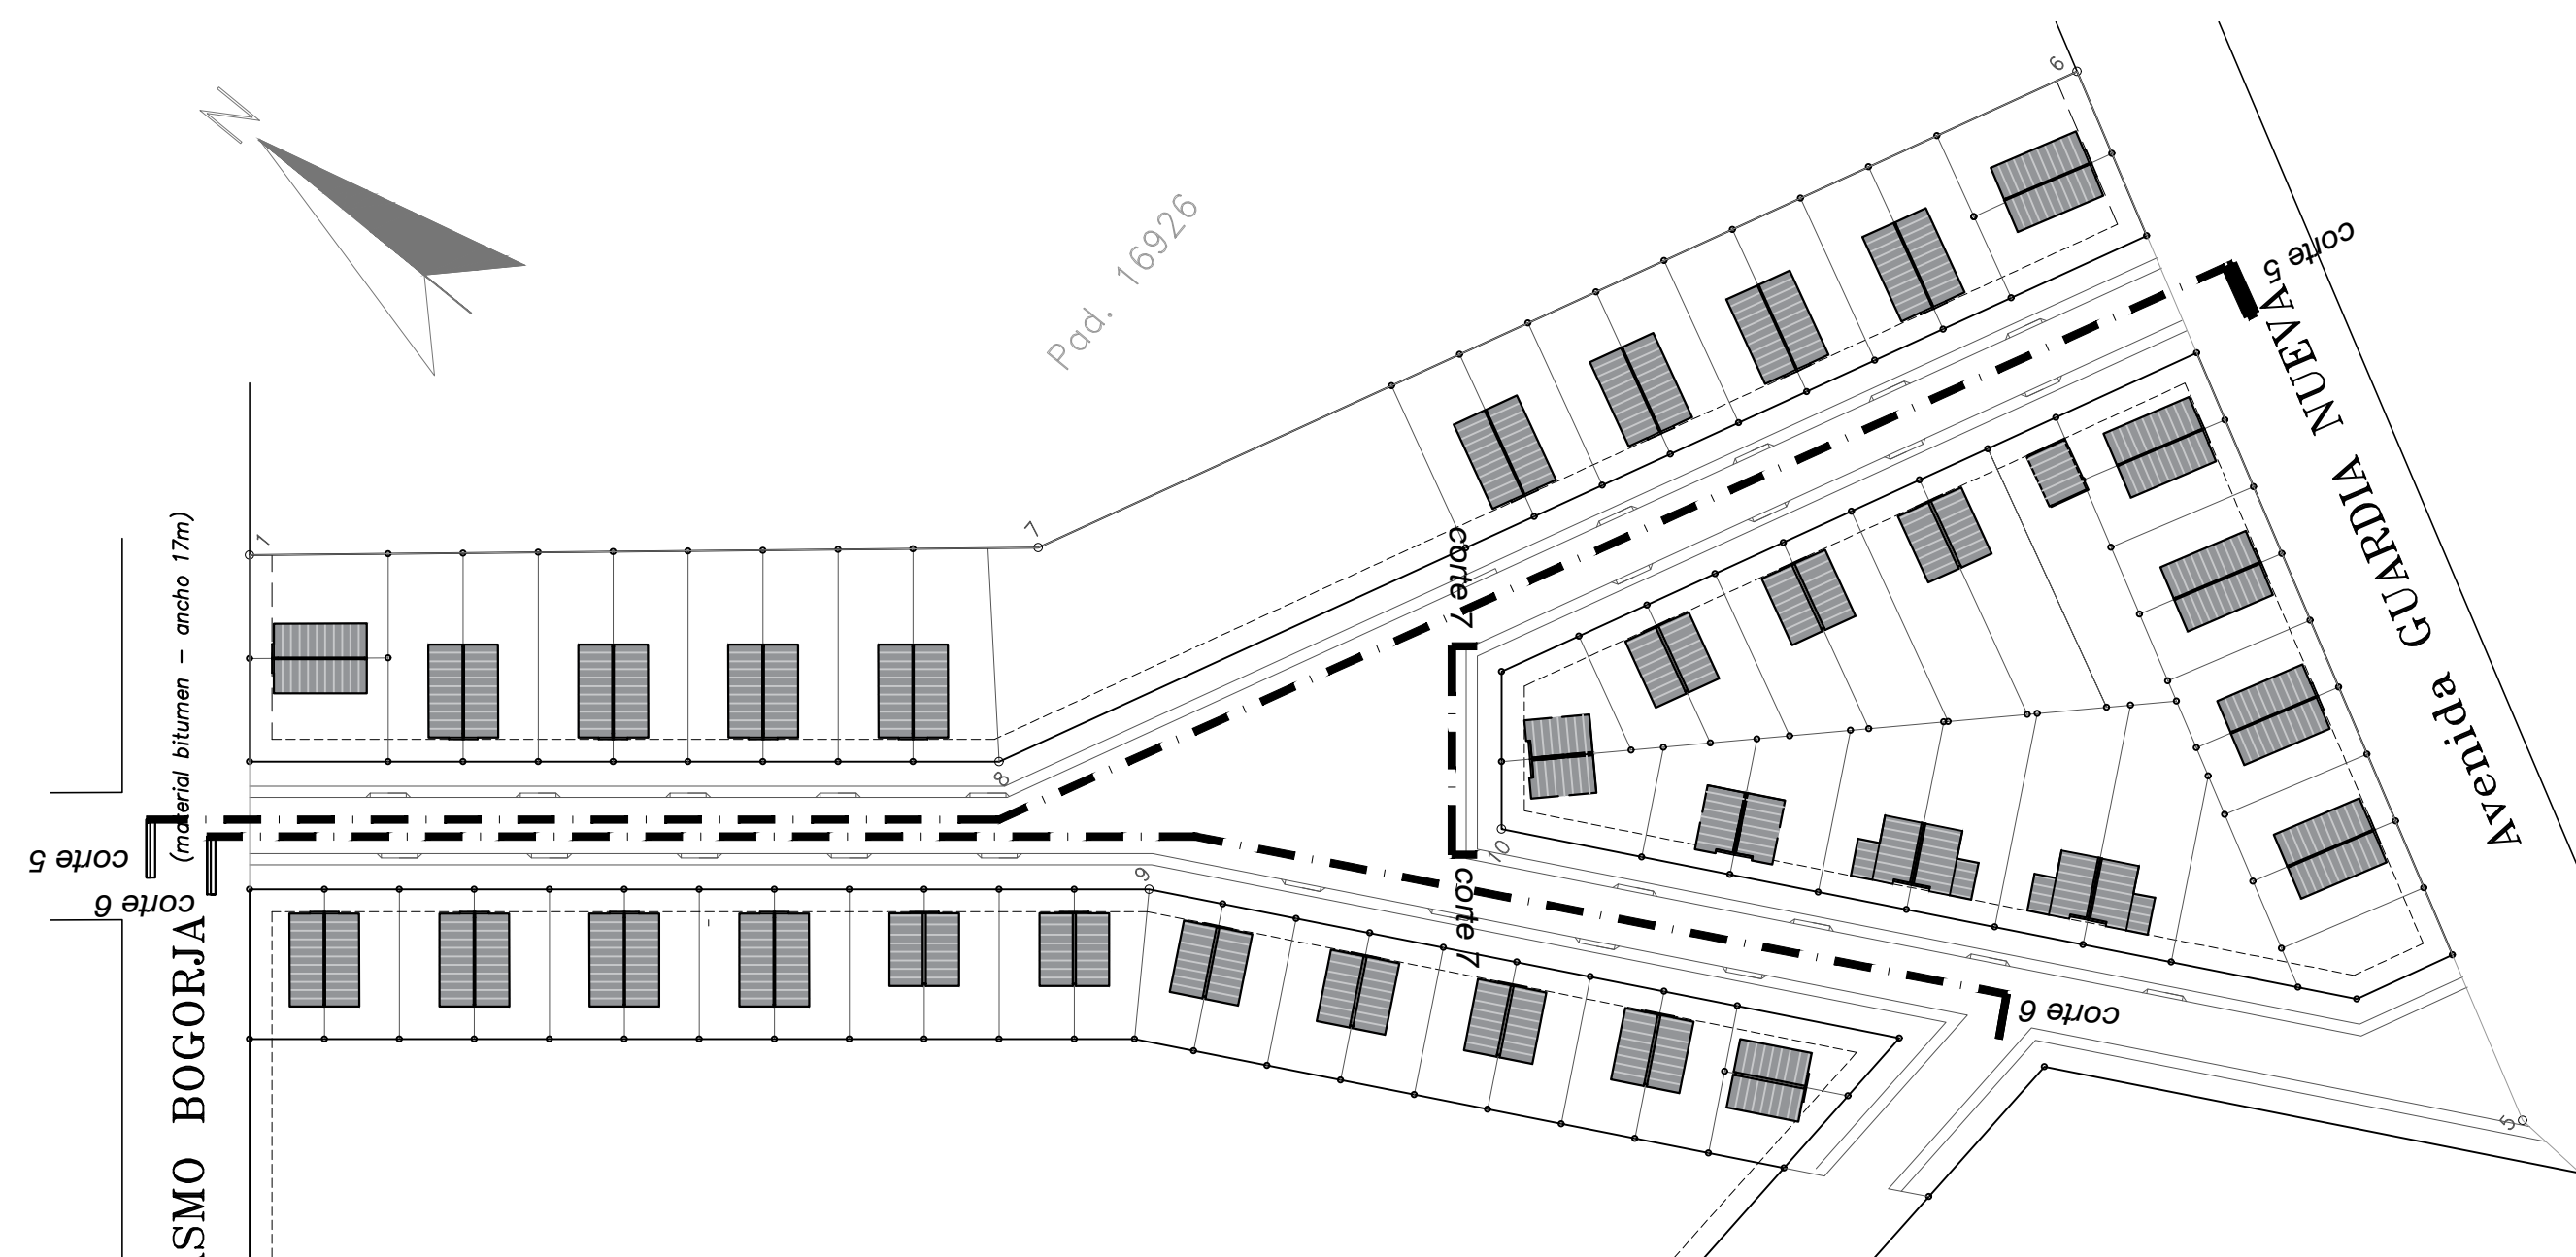 N
Pad. 16926
6
corte 5
Avenida GUARDIA NUEVA
1
7
(material bitumen - ancho 17m)
corte 7
8
corte 5
corte 6
9
10
corte 7
corte 6
5
ASMO BOGORJA